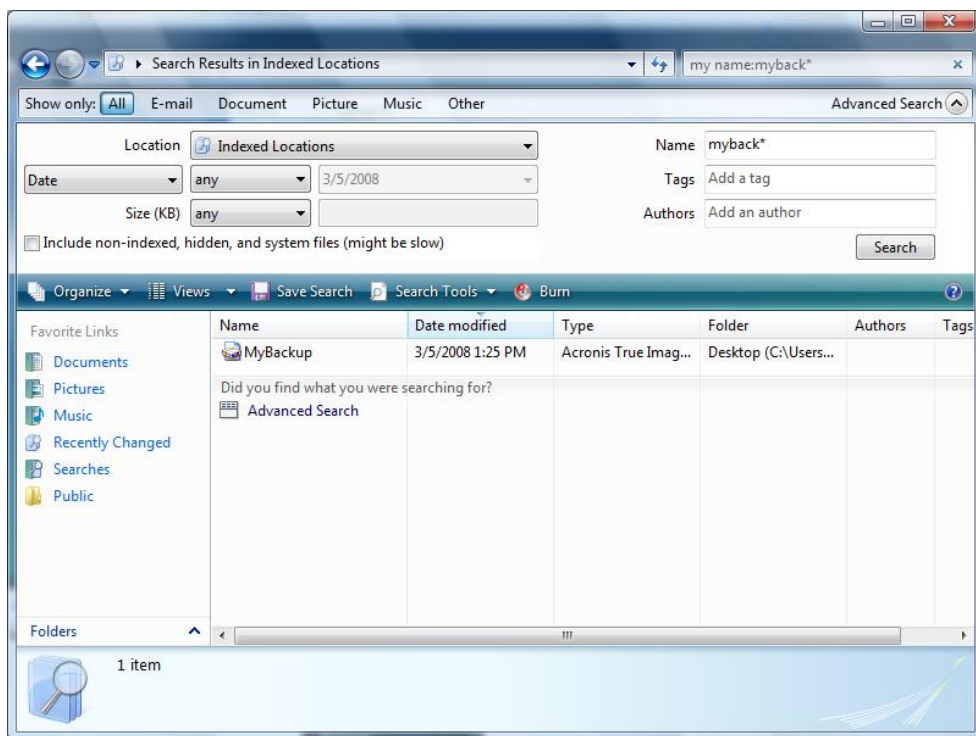 Search Results in Indexed Locations
my name:myback*
Show only: All E-mail Document Picture Music Other Advanced Search
Location Indexed Locations Name myback*
Date any 3/5/2008 Tags Add a tag
Size (KB) any Authors Add an author
Include non-indexed, hidden, and system files (might be slow) Search
Organize Views Save Search Search Tools Burn
Favorite Links
Documents
Pictures
Music
Recently Changed
Searches
Public
Folders
Name Date modified Type Folder Authors Tags
MyBackup 3/5/2008 1:25 PM Acronis True Imag... Desktop (C:\Users...
Did you find what you were searching for?
Advanced Search
1 item